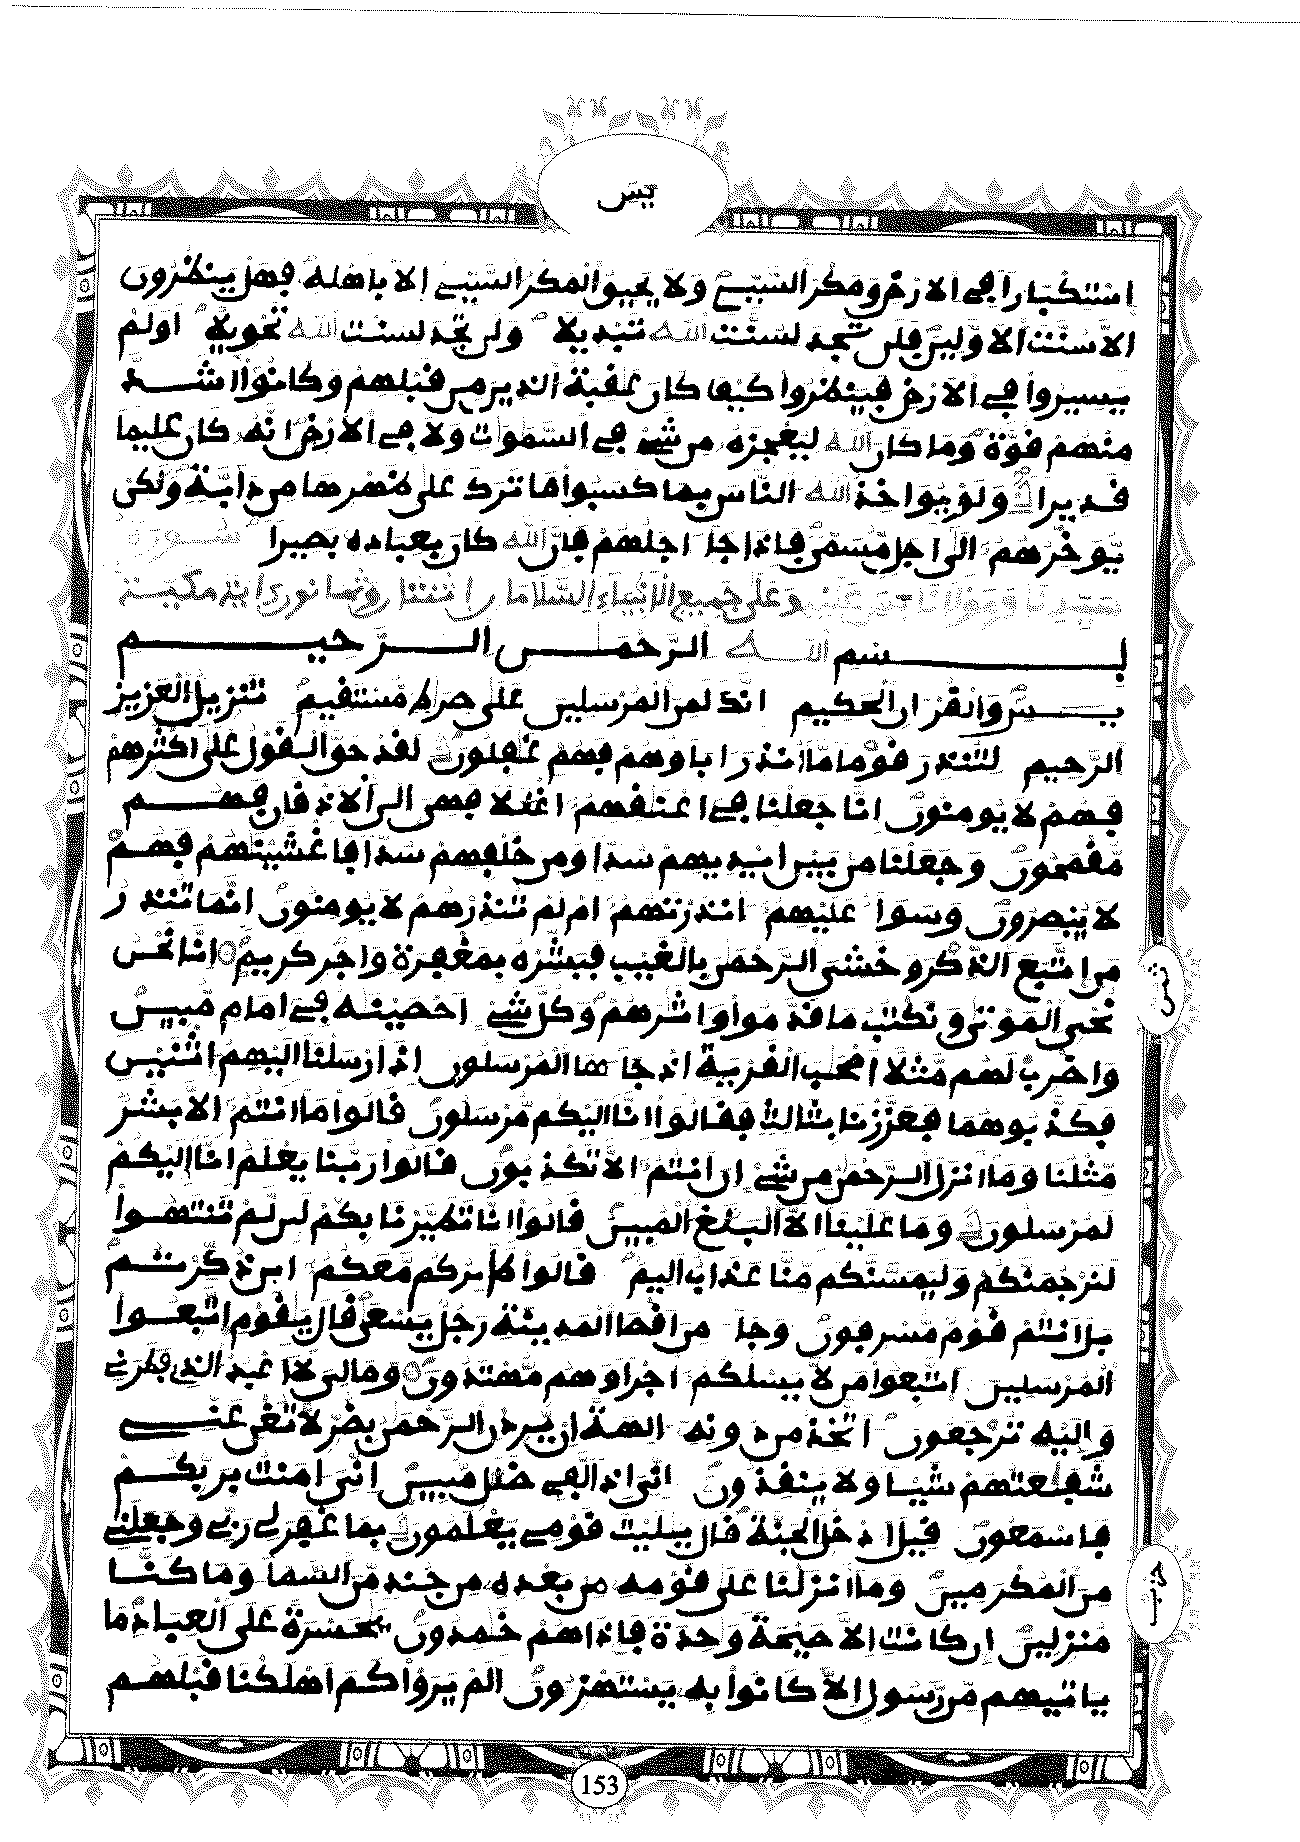 يس
استكبارا في الارض ومكر السيئ ولا يحيق المكر السيئ الا باهله فهل ينظرون
الا سنت الاولين فلن تجد لسنت الله تبديلا ولن تجد لسنت الله تحويلا اولم
يسيروا في الارض فينظروا كيف كان عقبة الذين من قبلهم وكانوا اشد
منهم قوة وما كان الله ليعجزه من شيء في السموت ولا في الارض انه كان عليما
قديرا ولو يواخذ الله الناس بما كسبوا ما ترك على ظهرها من دابة ولكن
يوخرهم الى اجل مسمى فاذا جا اجلهم فان الله كان بعباده بصيرا سورة
سيدنا ومولانا وعلى جميع الانبياء السلام مكية
بسم الله الرحمن الرحيم
يس والقران الحكيم انك لمن المرسلين على صراط مستقيم تنزيل العزيز
الرحيم لتنذر قوما ما انذر اباوهم فهم غفلون لقد حق القول على اكثرهم
فهم لا يومنون انا جعلنا في اعنقهم اغللا فهي الى الاذقان فهم
مقمحون وجعلنا من بين ايديهم سدا ومن خلفهم سدا فاغشينهم فهم
لا يبصرون وسوا عليهم انذرتهم ام لم تنذرهم لا يومنون انما تنذر
من اتبع الذكر وخشي الرحمن بالغيب فبشره بمغفرة واجر كريم انا نحن
نحي الموتى ونكتب ما قدموا واثرهم وكل شيء احصينه في امام مبين
واضرب لهم مثلا اصحب القرية اذ جاها المرسلون اذ ارسلنا اليهم اثنين
فكذبوهما فعززنا بثالث فقالوا انا اليكم مرسلون قالوا ما انتم الا بشر
مثلنا وما انزل الرحمن من شيء ان انتم الا تكذبون قالوا ربنا يعلم انا اليكم
لمرسلون وما علينا الا البلغ المبين قالوا انا تطيرنا بكم لين لم تنتهوا
لنرجمنكم وليمسنكم منا عذاب اليم قالوا طئركم معكم اين ذكرتم
بل انتم قوم مسرفون وجا من اقصا المدينة رجل يسعى قال يقوم اتبعوا
المرسلين اتبعوا من لا يسلكم اجرا وهم مهتدون ومالي لا اعبد الذي فطرني
واليه ترجعون اتخذ من دونه الهة ان يردن الرحمن بضر لا تغن عني
شفعتهم شيا ولا ينقذون اني اذا لفي ضلل مبين اني امنت بربكم
فاسمعون قيل ادخل الجنة قال يليت قومي يعلمون بما غفر لي ربي وجعلني
من المكرمين وما انزلنا على قومه من بعده من جند من السما وما كنا
منزلين ان كانت الا صيحة وحدة فاذا هم خمدون يحسرة على العباد ما
ياتيهم من رسول الا كانوا به يستهزون الم يروا كم اهلكنا قبلهم
ثمن
حزب
153